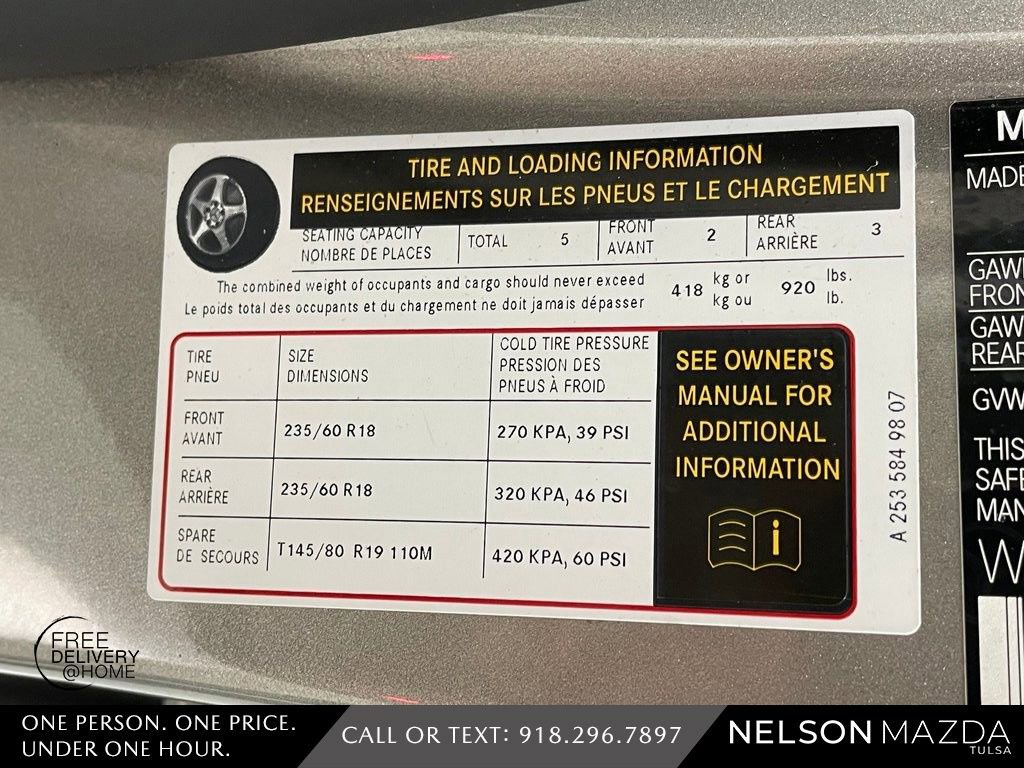 TIRE AND LOADING INFORMATION
RENSEIGNEMENTS SUR LES PNEUS ET LE CHARGEMENT
SEATING CAPACITY
NOMBRE DE PLACES
TOTAL 5
FRONT
AVANT
2
REAR
ARRIÈRE
3
The combined weight of occupants and cargo should never exceed
Le poids total des occupants et du chargement ne doit jamais dépasser
418
kg or
kg ou
920
lbs.
lb.
TIRE
PNEU
SIZE
DIMENSIONS
COLD TIRE PRESSURE
PRESSION DES
PNEUS À FROID
FRONT
AVANT
235/60 R18
270 KPA, 39 PSI
REAR
ARRIÈRE
235/60 R18
320 KPA, 46 PSI
SPARE
DE SECOURS
T145/80 R19 110M
420 KPA, 60 PSI
SEE OWNER'S
MANUAL FOR
ADDITIONAL
INFORMATION
i
A 253 584 98 07
M
MADE
GAW
FRON
GAW
REAR
GVW
THIS
SAFE
MAN
W
FREE
DELIVERY
@HOME
ONE PERSON. ONE PRICE.
UNDER ONE HOUR.
CALL OR TEXT: 918.296.7897
NELSON MAZDA
TULSA